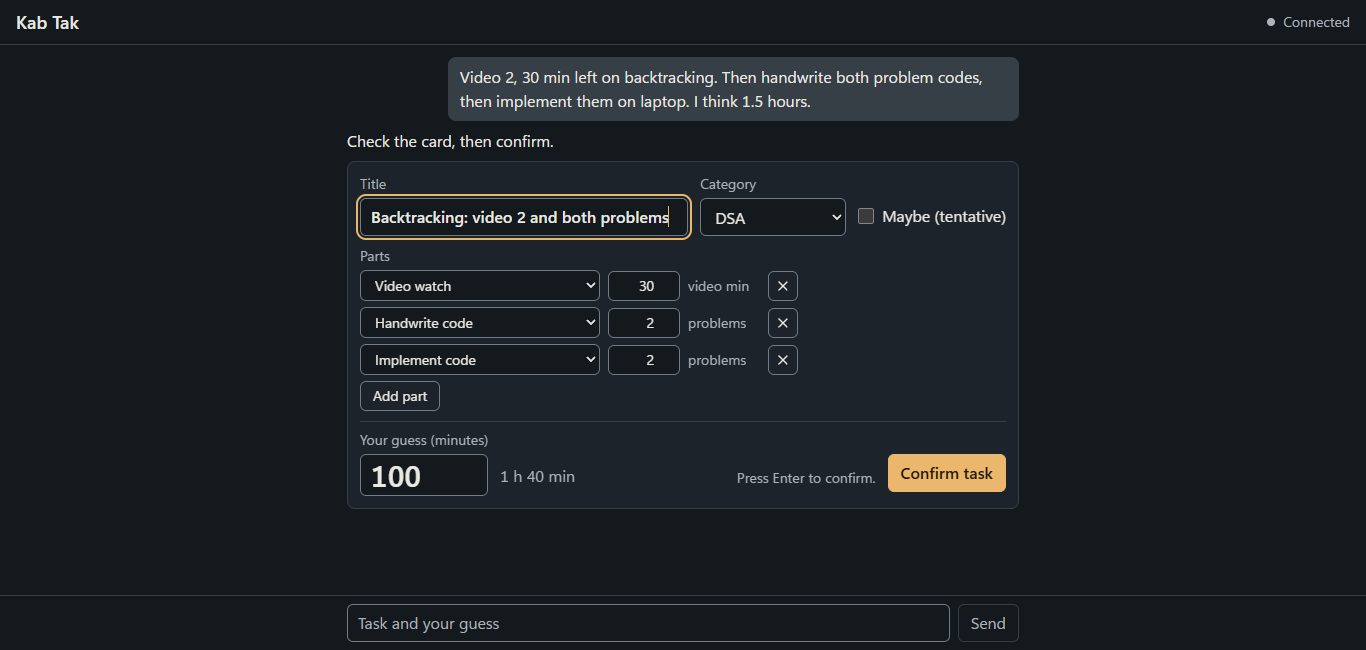 Kab Tak
Connected
Video 2, 30 min left on backtracking. Then handwrite both problem codes,
then implement them on laptop. I think 1.5 hours.
Check the card, then confirm.
Title
Category
Backtracking: video 2 and both problems
DSA
Maybe (tentative)
Parts
Video watch 30 video min ✕
Handwrite code 2 problems ✕
Implement code 2 problems ✕
Add part
Your guess (minutes)
100 1 h 40 min
Press Enter to confirm. Confirm task
Task and your guess Send